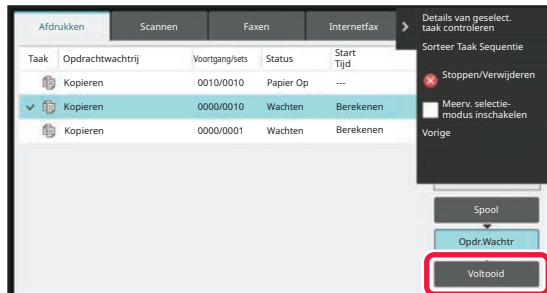 Afdrukken Scannen Faxen Internetfax
Taak Opdrachtwachtrij Voortgang/sets Status Start Tijd
Kopieren 0010/0010 Papier Op ---
Kopieren 0000/0010 Wachten Berekenen
Kopieren 0000/0001 Wachten Berekenen
Details van geselect.
taak controleren
Sorteer Taak Sequentie
Stoppen/Verwijderen
Meerv. selectie-
modus inschakelen
Vorige
Spool
Opdr.Wachtr
Voltooid